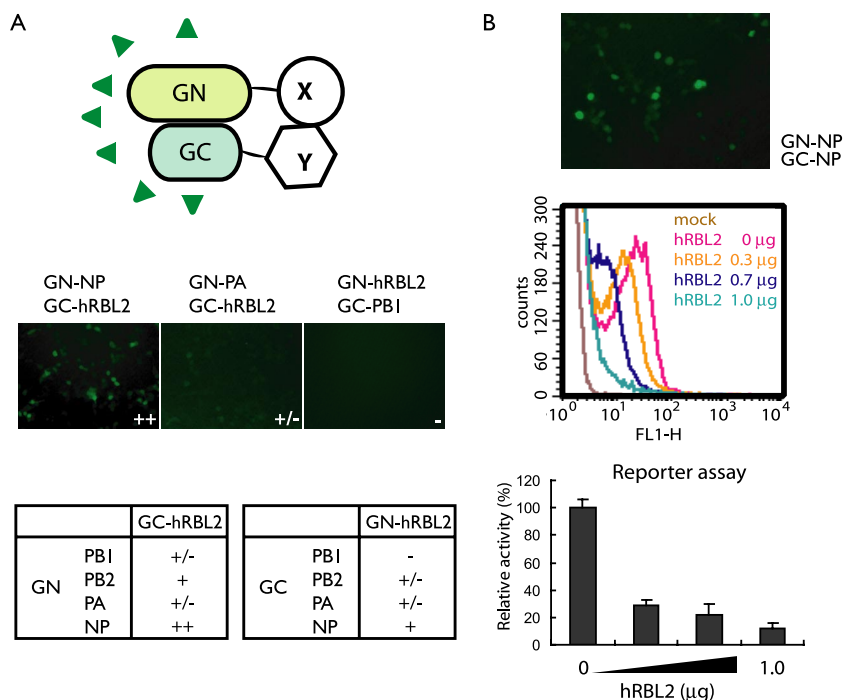 A
GN
X
GC
Y
GN-NP
GC-hRBL2
GN-PA
GC-hRBL2
GN-hRBL2
GC-PB1
++
+/-
-
GC-hRBL2
GN
PB1 +/-
PB2 +
PA +/-
NP ++
GN-hRBL2
GC
PB1 -
PB2 +/-
PA +/-
NP +
B
GN-NP
GC-NP
mock
hRBL2 0 µg
hRBL2 0.3 µg
hRBL2 0.7 µg
hRBL2 1.0 µg
counts
300
240
180
120
60
0
10⁰ 10¹ 10² 10³ 10⁴
FL1-H
Reporter assay
Relative activity (%)
120
100
80
60
40
20
0
0 1.0
hRBL2 (µg)